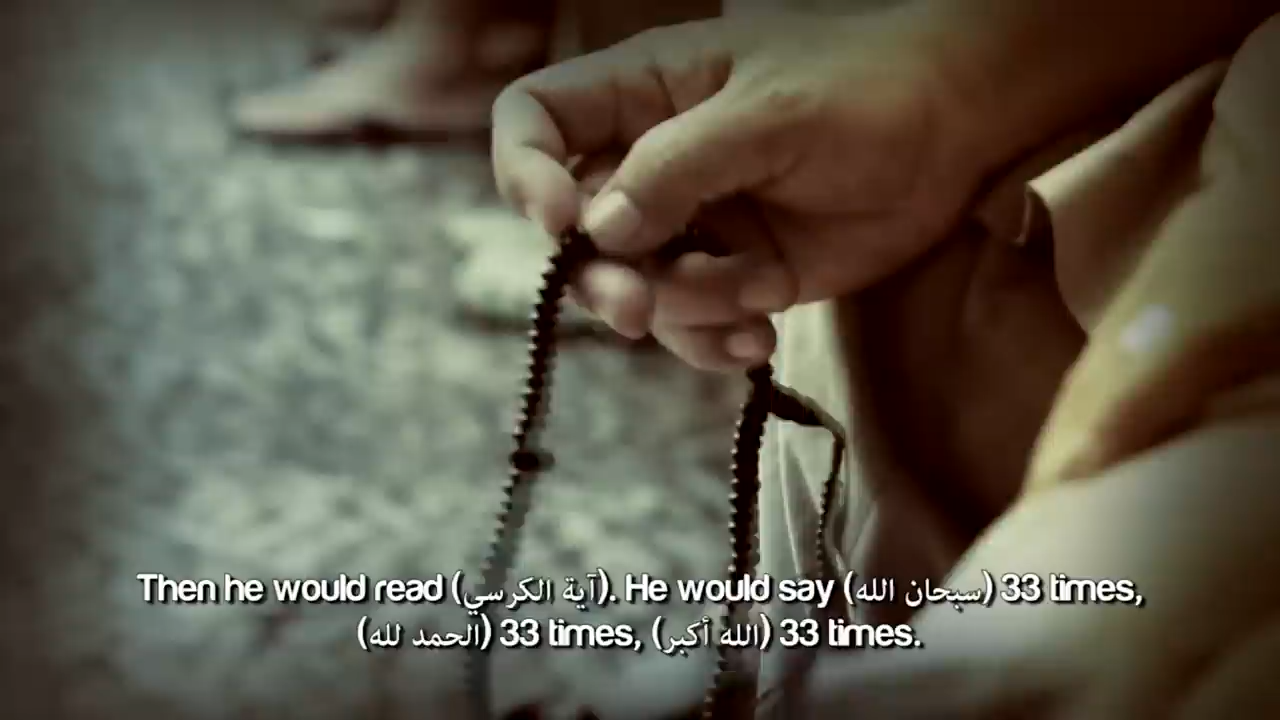 Then he would read (آية الكرسي). He would say (سبحان الله) 33 times,
(الحمد لله) 33 times, (الله أكبر) 33 times.